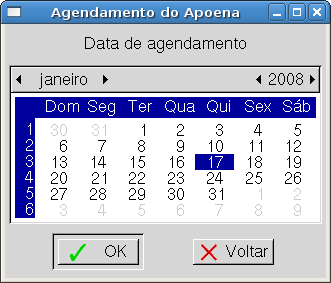 Agendamento do Apoena
Data de agendamento
janeiro 2008
Dom Seg Ter Qua Qui Sex Sáb
1 30 31 1 2 3 4 5
2 6 7 8 9 10 11 12
3 13 14 15 16 17 18 19
4 20 21 22 23 24 25 26
5 27 28 29 30 31 1 2
6 3 4 5 6 7 8 9
OK Voltar